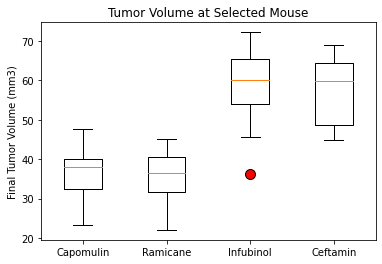 Tumor Volume at Selected Mouse
Final Tumor Volume (mm3)
70
60
50
40
30
20
Capomulin Ramicane Infubinol Ceftamin